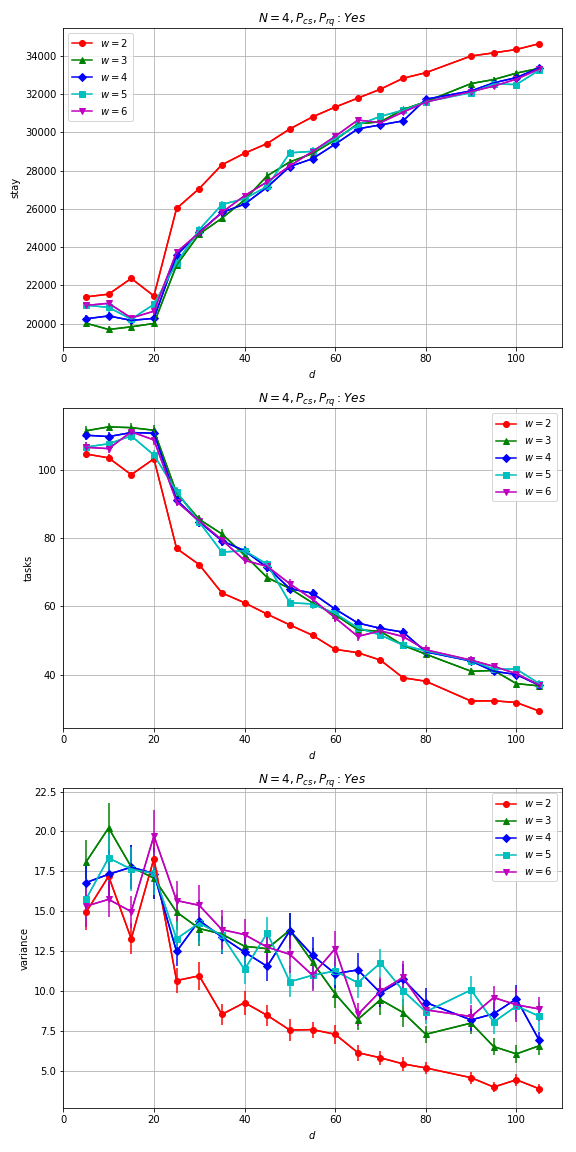 N = 4, P_cs, P_rq : Yes
34000
32000
30000
28000
26000
24000
22000
20000
stay
w = 2
w = 3
w = 4
w = 5
w = 6
0 20 40 60 80 100
d
N = 4, P_cs, P_rq : Yes
100
80
60
40
tasks
w = 2
w = 3
w = 4
w = 5
w = 6
0 20 40 60 80 100
d
N = 4, P_cs, P_rq : Yes
22.5
20.0
17.5
15.0
12.5
10.0
7.5
5.0
variance
w = 2
w = 3
w = 4
w = 5
w = 6
0 20 40 60 80 100
d